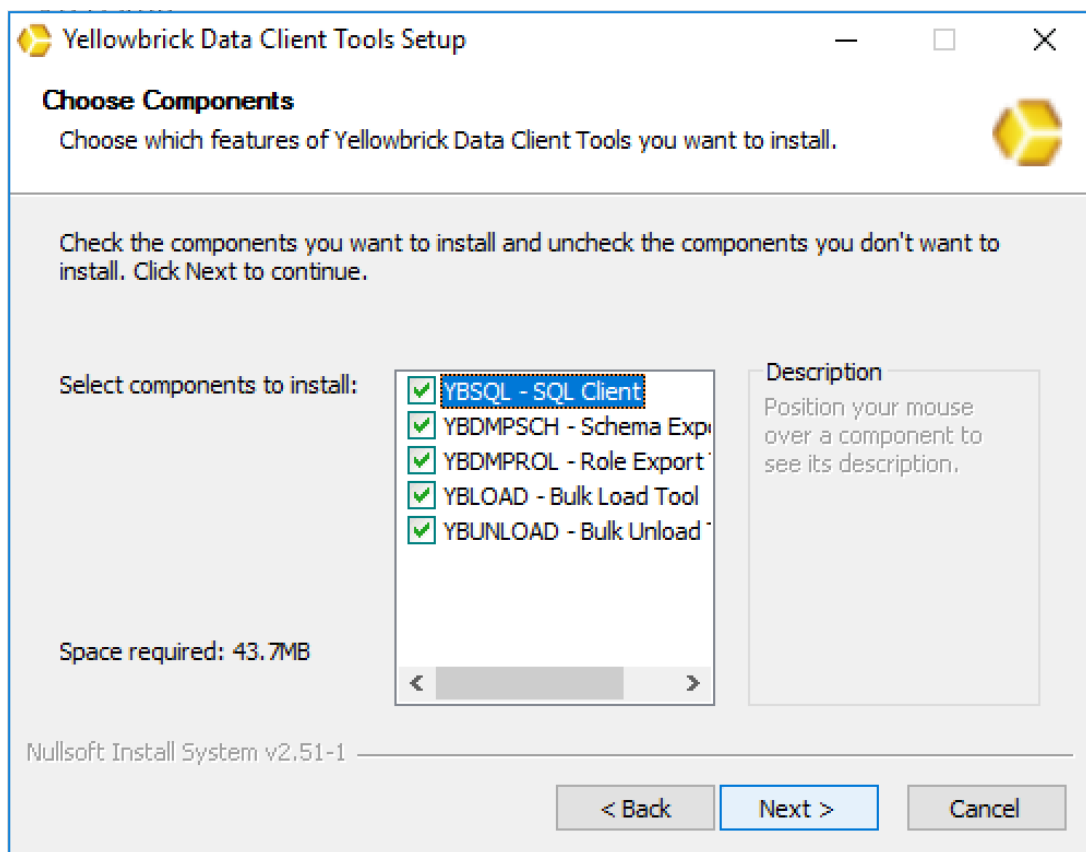 Yellowbrick Data Client Tools Setup
Choose Components
Choose which features of Yellowbrick Data Client Tools you want to install.
Check the components you want to install and uncheck the components you don't want to
install. Click Next to continue.
Select components to install:
YBSQL - SQL Client
YBDMPSCH - Schema Expo
YBDMPROL - Role Export T
YBLOAD - Bulk Load Tool
YBUNLOAD - Bulk Unload T
Description
Position your mouse
over a component to
see its description.
Space required: 43.7MB
Nullsoft Install System v2.51-1
< Back
Next >
Cancel